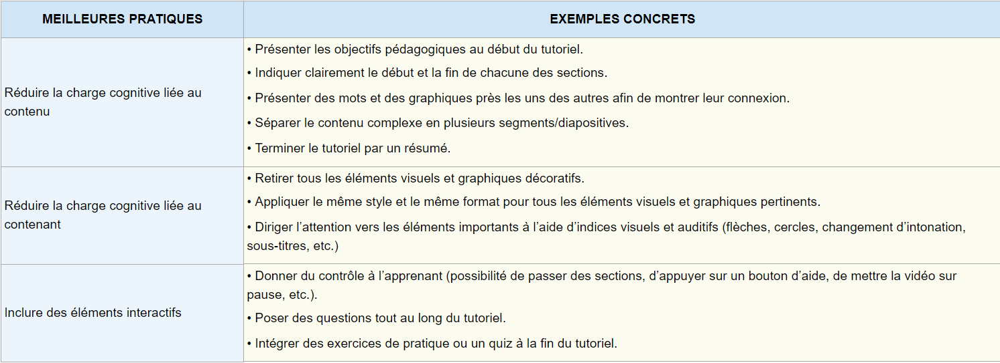 MEILLEURES PRATIQUES
EXEMPLES CONCRETS
Réduire la charge cognitive liée au
contenu
• Présenter les objectifs pédagogiques au début du tutoriel.
• Indiquer clairement le début et la fin de chacune des sections.
• Présenter des mots et des graphiques près les uns des autres afin de montrer leur connexion.
• Séparer le contenu complexe en plusieurs segments/diapositives.
• Terminer le tutoriel par un résumé.
Réduire la charge cognitive liée au
contenant
• Retirer tous les éléments visuels et graphiques décoratifs.
• Appliquer le même style et le même format pour tous les éléments visuels et graphiques pertinents.
• Diriger l’attention vers les éléments importants à l’aide d’indices visuels et auditifs (flèches, cercles, changement d’intonation,
sous-titres, etc.)
Inclure des éléments interactifs
• Donner du contrôle à l’apprenant (possibilité de passer des sections, d’appuyer sur un bouton d’aide, de mettre la vidéo sur
pause, etc.).
• Poser des questions tout au long du tutoriel.
• Intégrer des exercices de pratique ou un quiz à la fin du tutoriel.